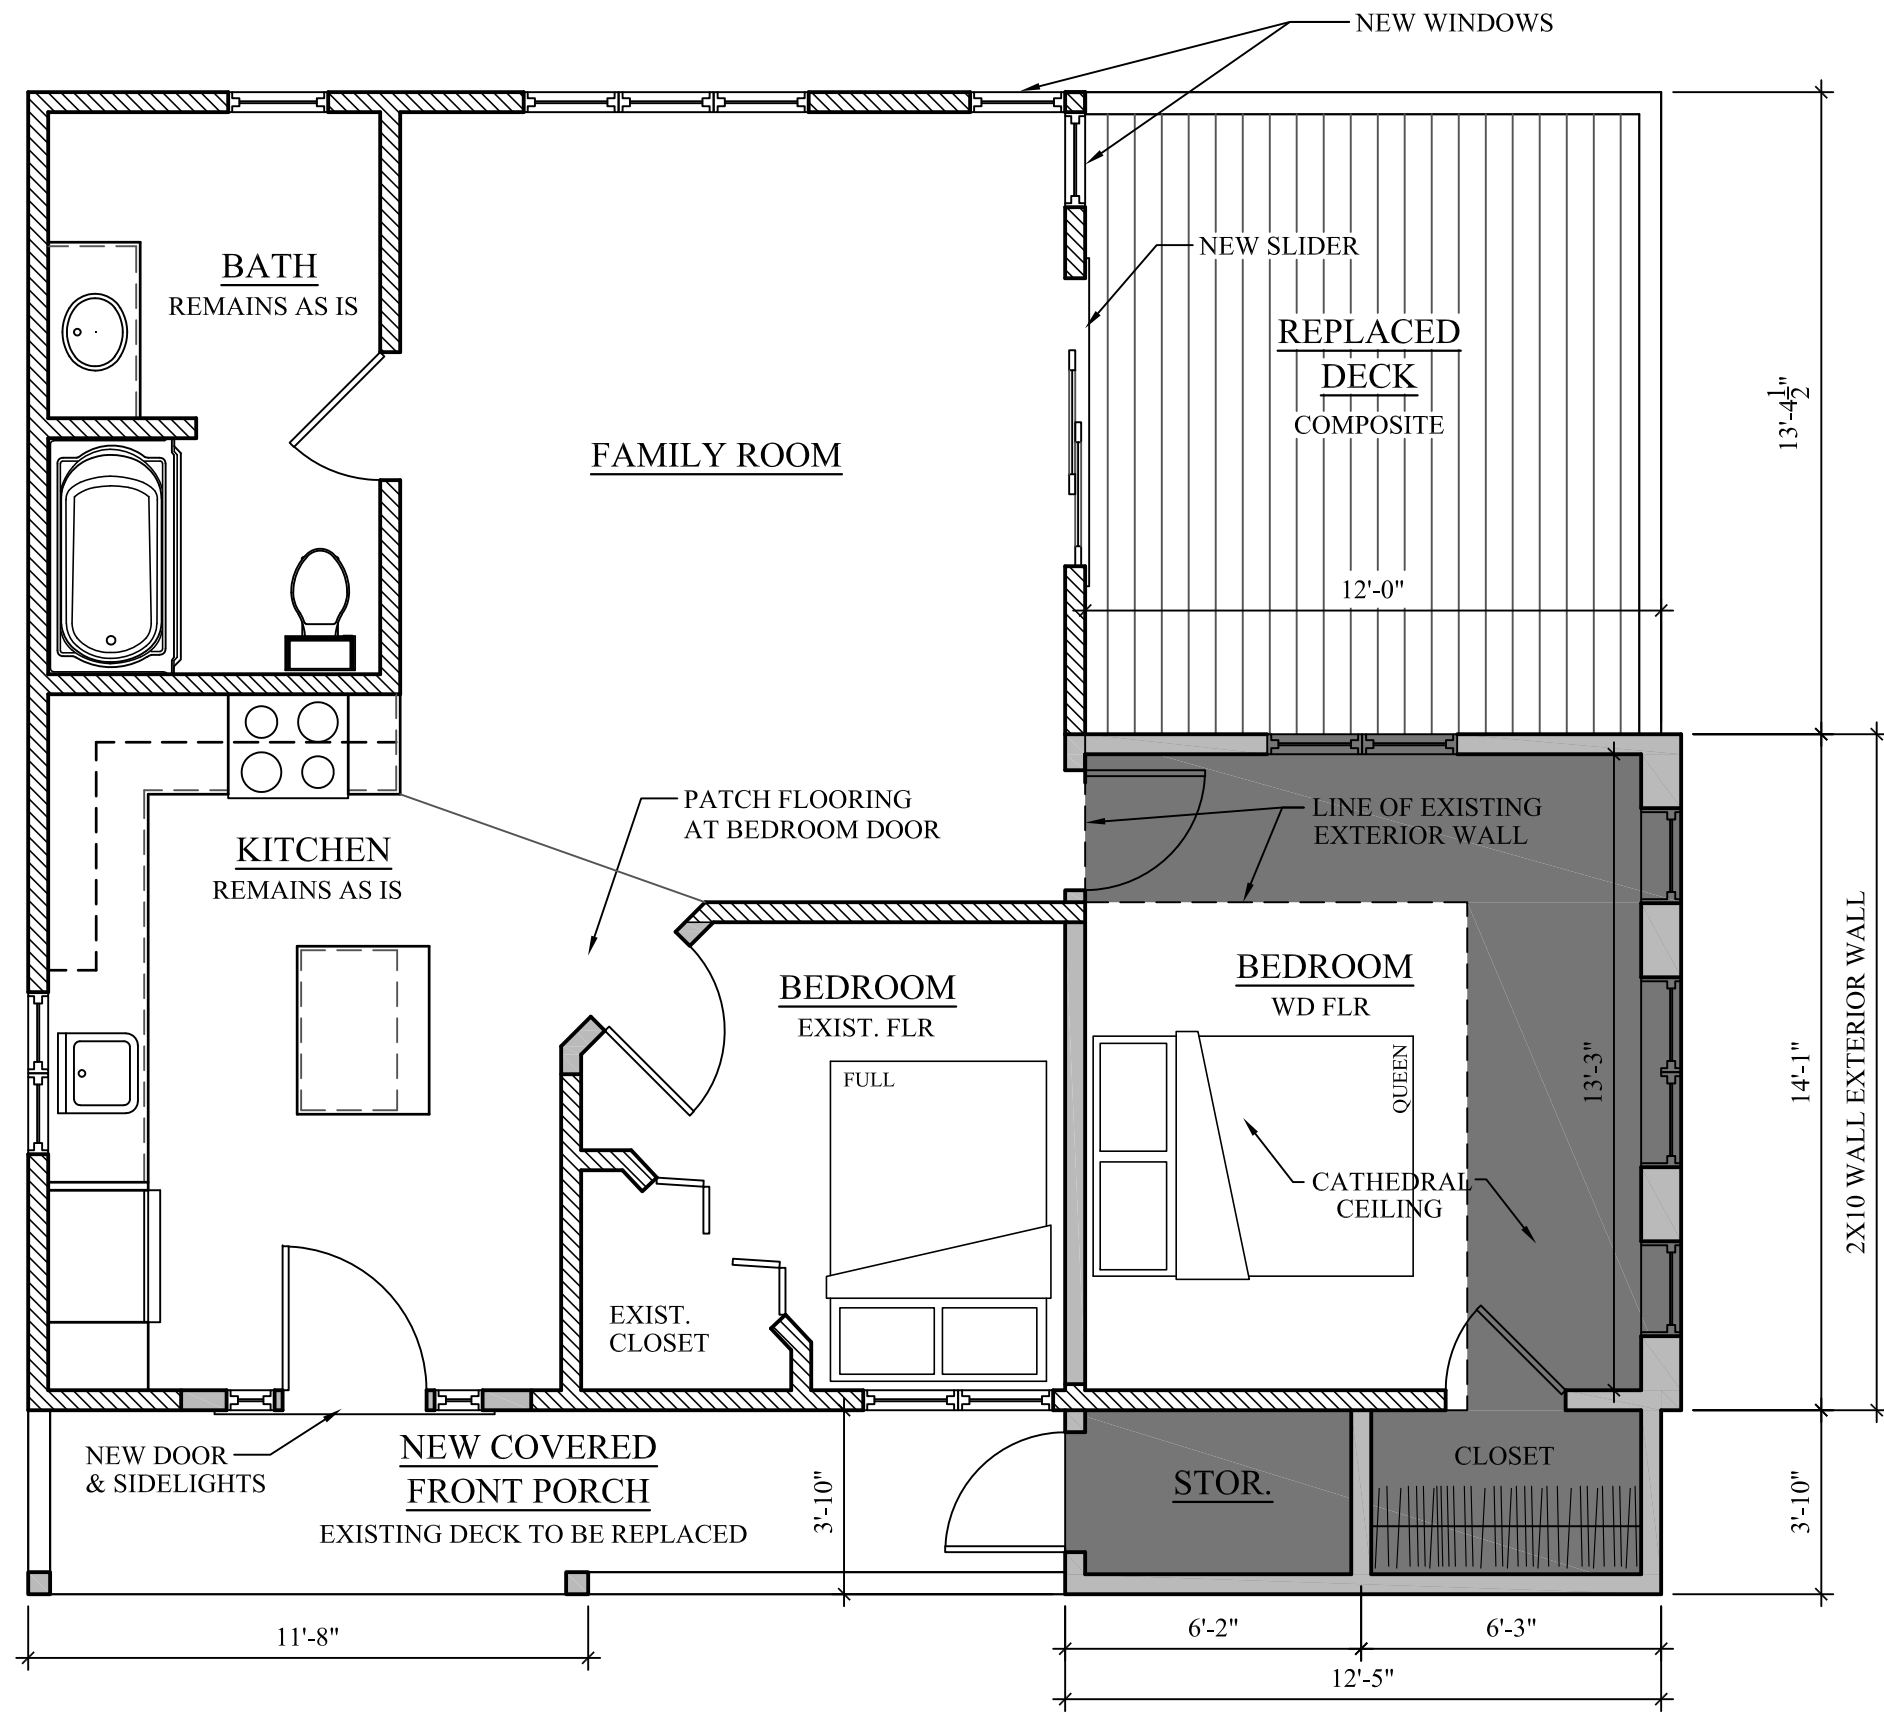 NEW WINDOWS
BATH
REMAINS AS IS
NEW SLIDER
REPLACED
DECK
COMPOSITE
13'-4 1/2"
FAMILY ROOM
12'-0"
PATCH FLOORING
AT BEDROOM DOOR
LINE OF EXISTING
EXTERIOR WALL
KITCHEN
REMAINS AS IS
BEDROOM
EXIST. FLR
FULL
BEDROOM
WD FLR
QUEEN
13'-3"
14'-1"
2X10 WALL EXTERIOR WALL
CATHEDRAL
CEILING
EXIST.
CLOSET
NEW DOOR
& SIDELIGHTS
NEW COVERED
FRONT PORCH
EXISTING DECK TO BE REPLACED
3'-10"
STOR.
CLOSET
3'-10"
11'-8"
6'-2"
6'-3"
12'-5"